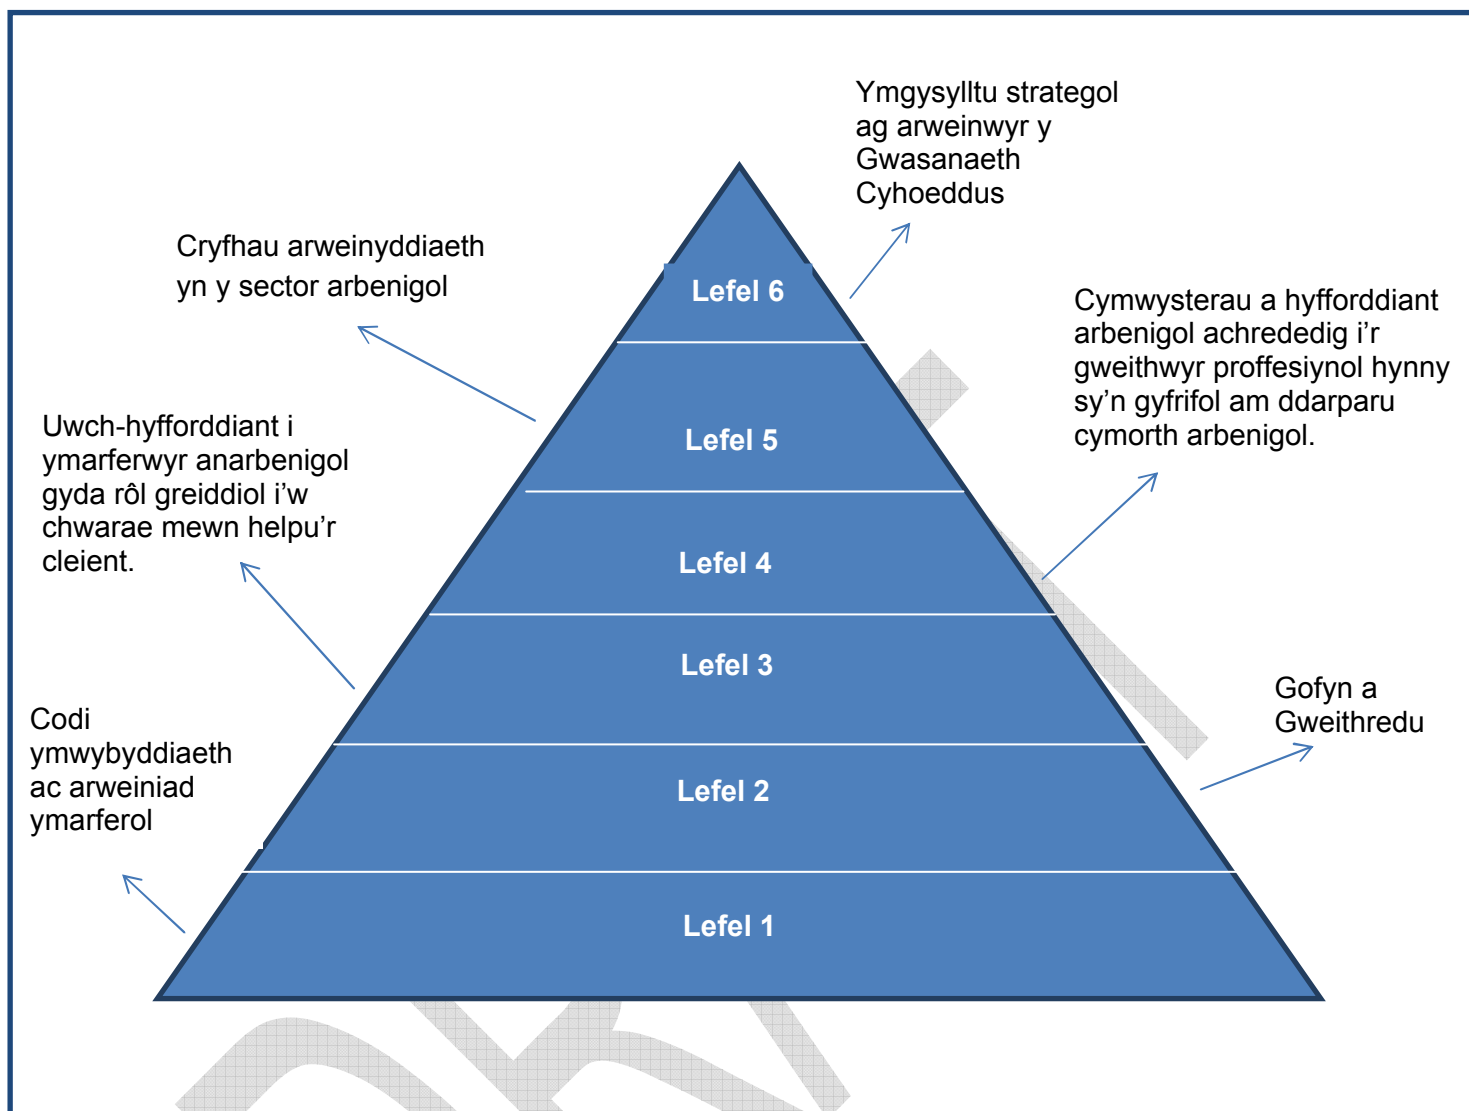 Ymgysylltu strategol
ag arweinwyr y
Gwasanaeth
Cyhoeddus
Cryfhau arweinyddiaeth
yn y sector arbenigol
Lefel 6
Cymwysterau a hyfforddiant
arbenigol achrededig i’r
gweithwyr proffesiynol hynny
sy’n gyfrifol am ddarparu
cymorth arbenigol.
Uwch-hyfforddiant i
ymarferwyr anarbenigol
gyda rôl greiddiol i’w
chwarae mewn helpu’r
cleient.
Lefel 5
Lefel 4
Lefel 3
Gofyn a
Gweithredu
Codi
ymwybyddiaeth
ac arweiniad
ymarferol
Lefel 2
Lefel 1